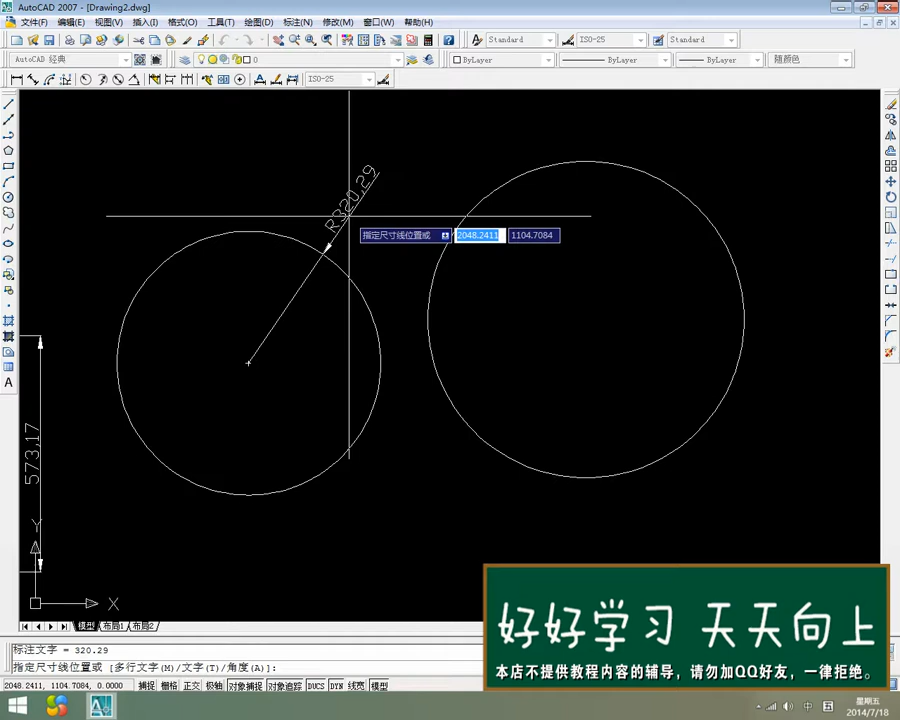 AutoCAD 2007 - [Drawing2.dwg]
文件(F) 编辑(E) 视图(V) 插入(I) 格式(O) 工具(T) 绘图(D) 标注(N) 修改(M) 窗口(W) 帮助(H)
Standard ISO-25 Standard
AutoCAD 经典 0 ByLayer ByLayer ByLayer 随颜色
ISO-25
R320,29
指定尺寸线位置或 2048.2411 1104.7084
573,17
Y
X
模型 布局1 布局2
好好学习 天天向上
本店不提供教程内容的辅导，请勿加QQ好友，一律拒绝。
标注文字 = 320.29
指定尺寸线位置或 [多行文字(M)/文字(T)/角度(A)]:
2048.2411, 1104.7084, 0.0000 捕捉 栅格 正交 极轴 对象捕捉 对象追踪 DUCS DYN 线宽 模型
中 五
星期五
2014/7/18